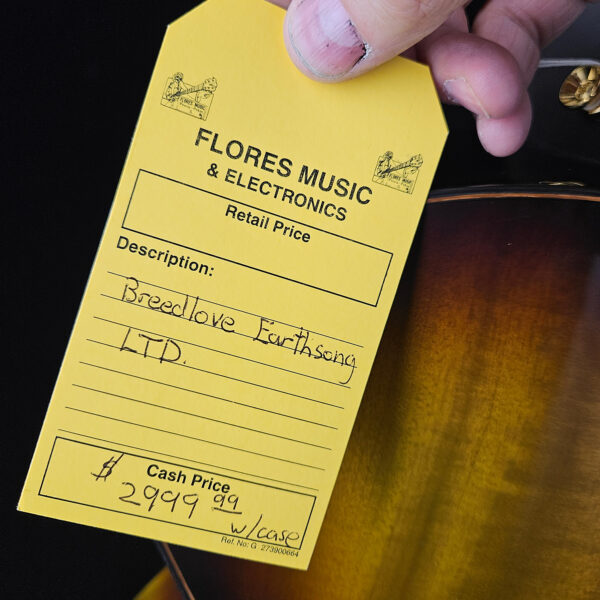 FLORES MUSIC
& ELECTRONICS
Retail Price
Description:
Breedlove Earthsong
LTD.
Cash Price
$ 2999 99
w/case
Ref. No: G 273900664